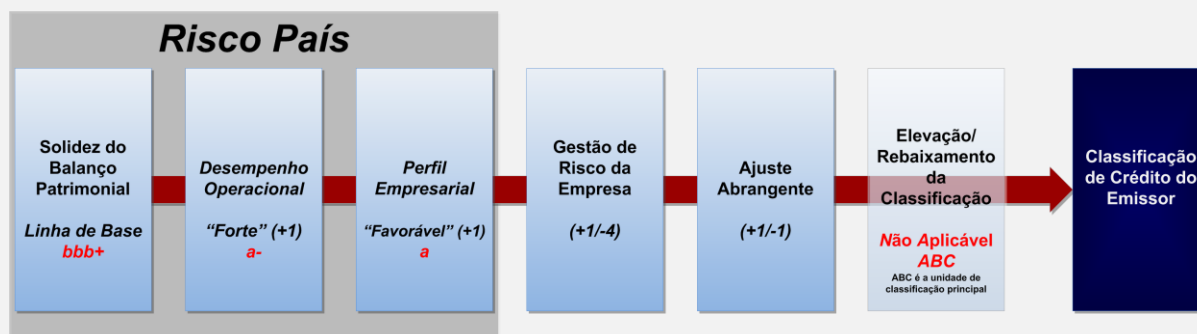 Risco País
Solidez do
Balanço
Patrimonial
Linha de Base
bbb+
Desempenho
Operacional
“Forte” (+1)
a-
Perfil
Empresarial
“Favorável” (+1)
a
Gestão de
Risco da
Empresa
(+1/-4)
Ajuste
Abrangente
(+1/-1)
Elevação/
Rebaixamento
da
Classificação
Não Aplicável
ABC
ABC é a unidade de
classificação principal
Classificação
de Crédito do
Emissor